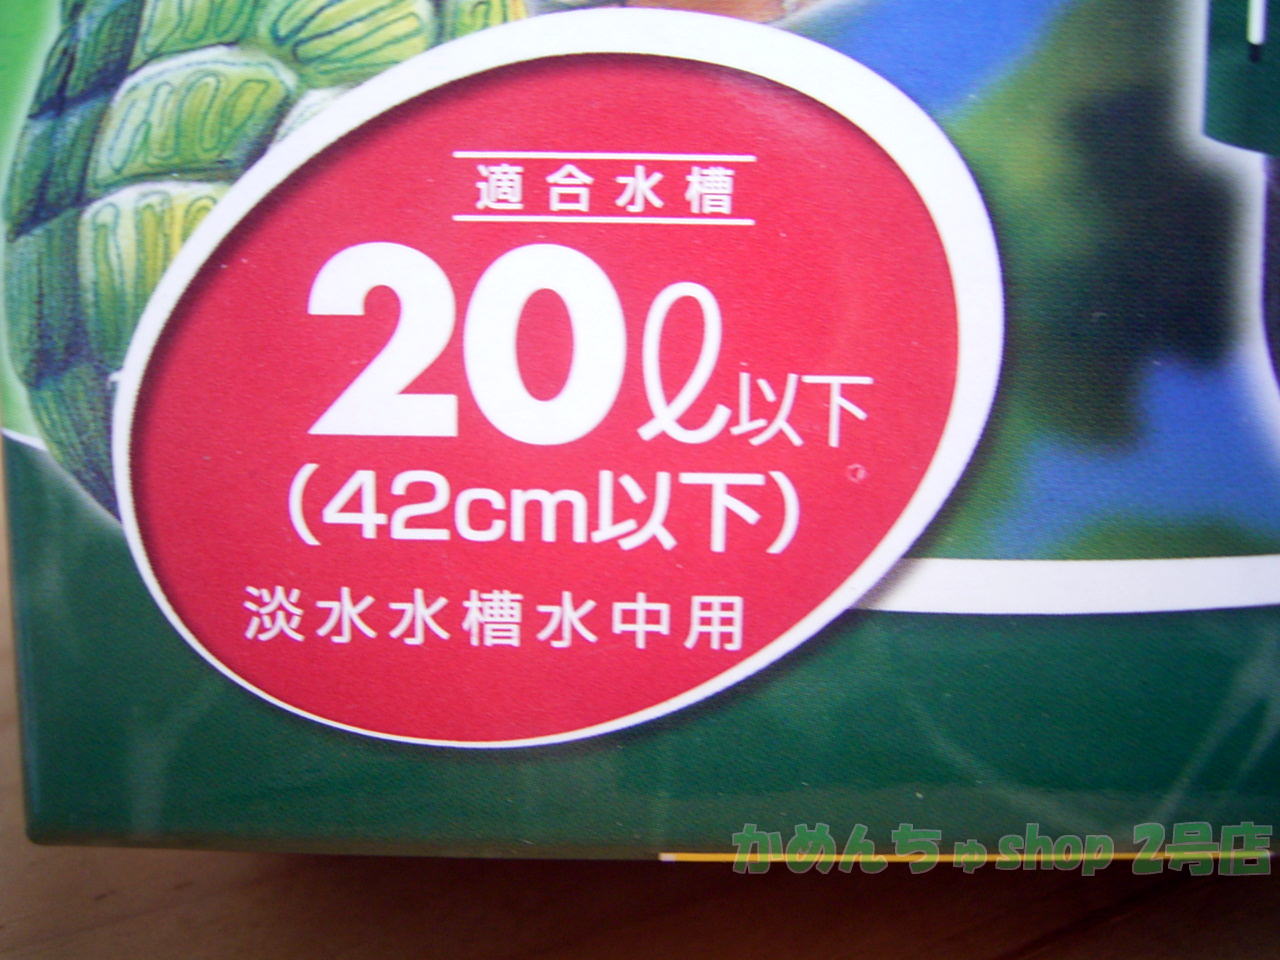 適合水槽
20ℓ以下
(42cm以下)
淡水水槽水中用
かめんちゅshop 2号店